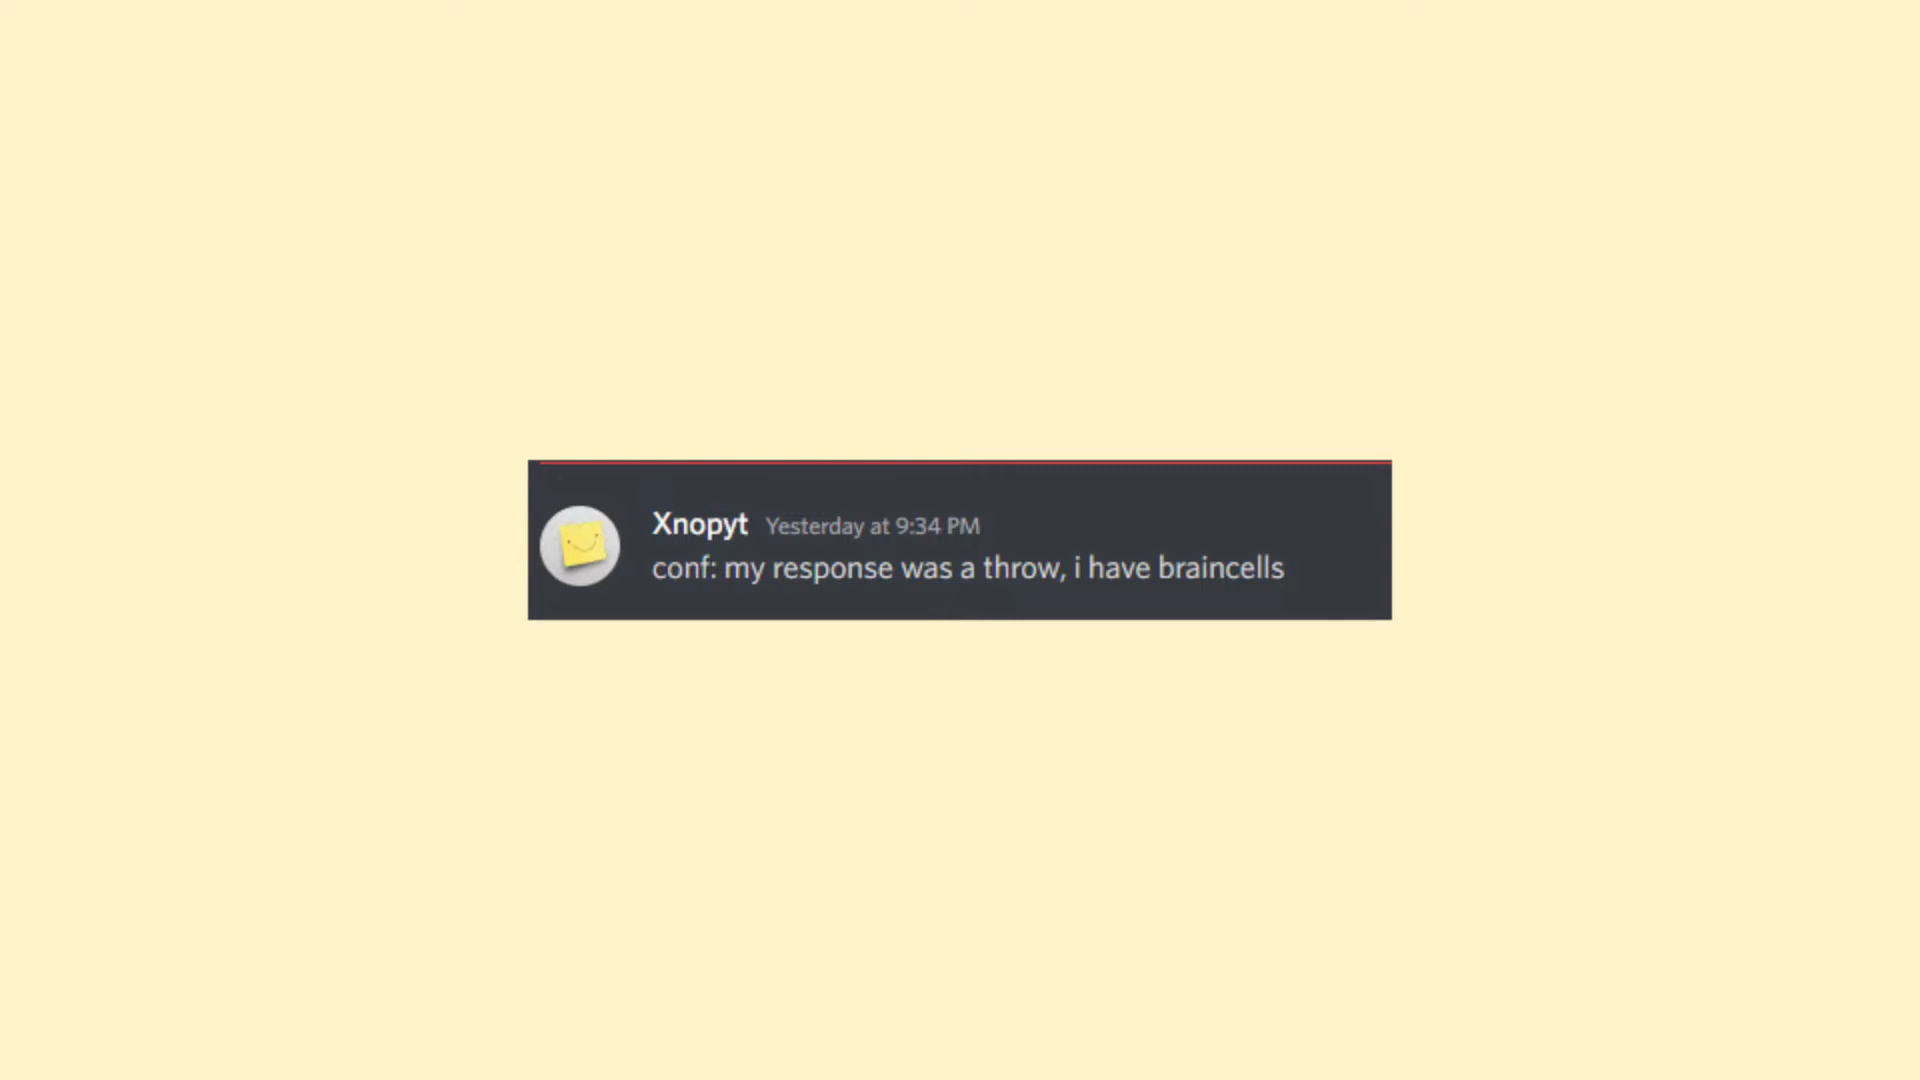 Xnopyt Yesterday at 9:34 PM
conf: my response was a throw, i have braincells